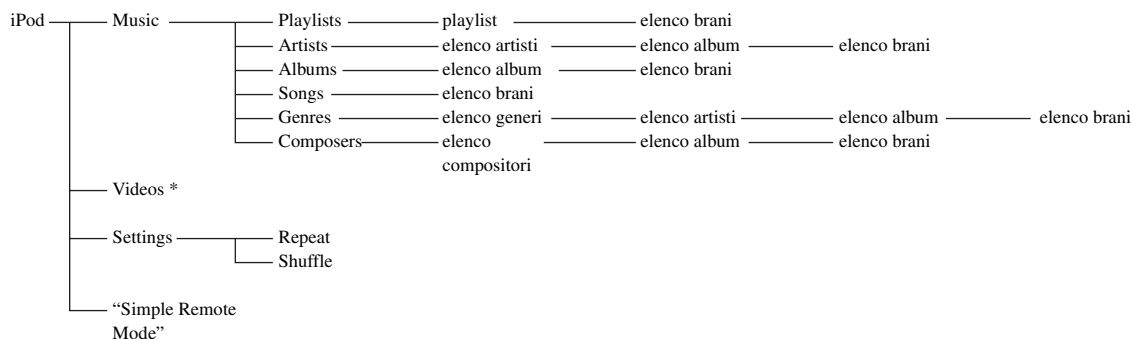 iPod Music Playlists playlist elenco brani
Artists elenco artisti elenco album elenco brani
Albums elenco album elenco brani
Songs elenco brani
Genres elenco generi elenco artisti elenco album elenco brani
Composers elenco compositori elenco album elenco brani
Videos *
Settings Repeat
Shuffle
“Simple Remote
Mode”